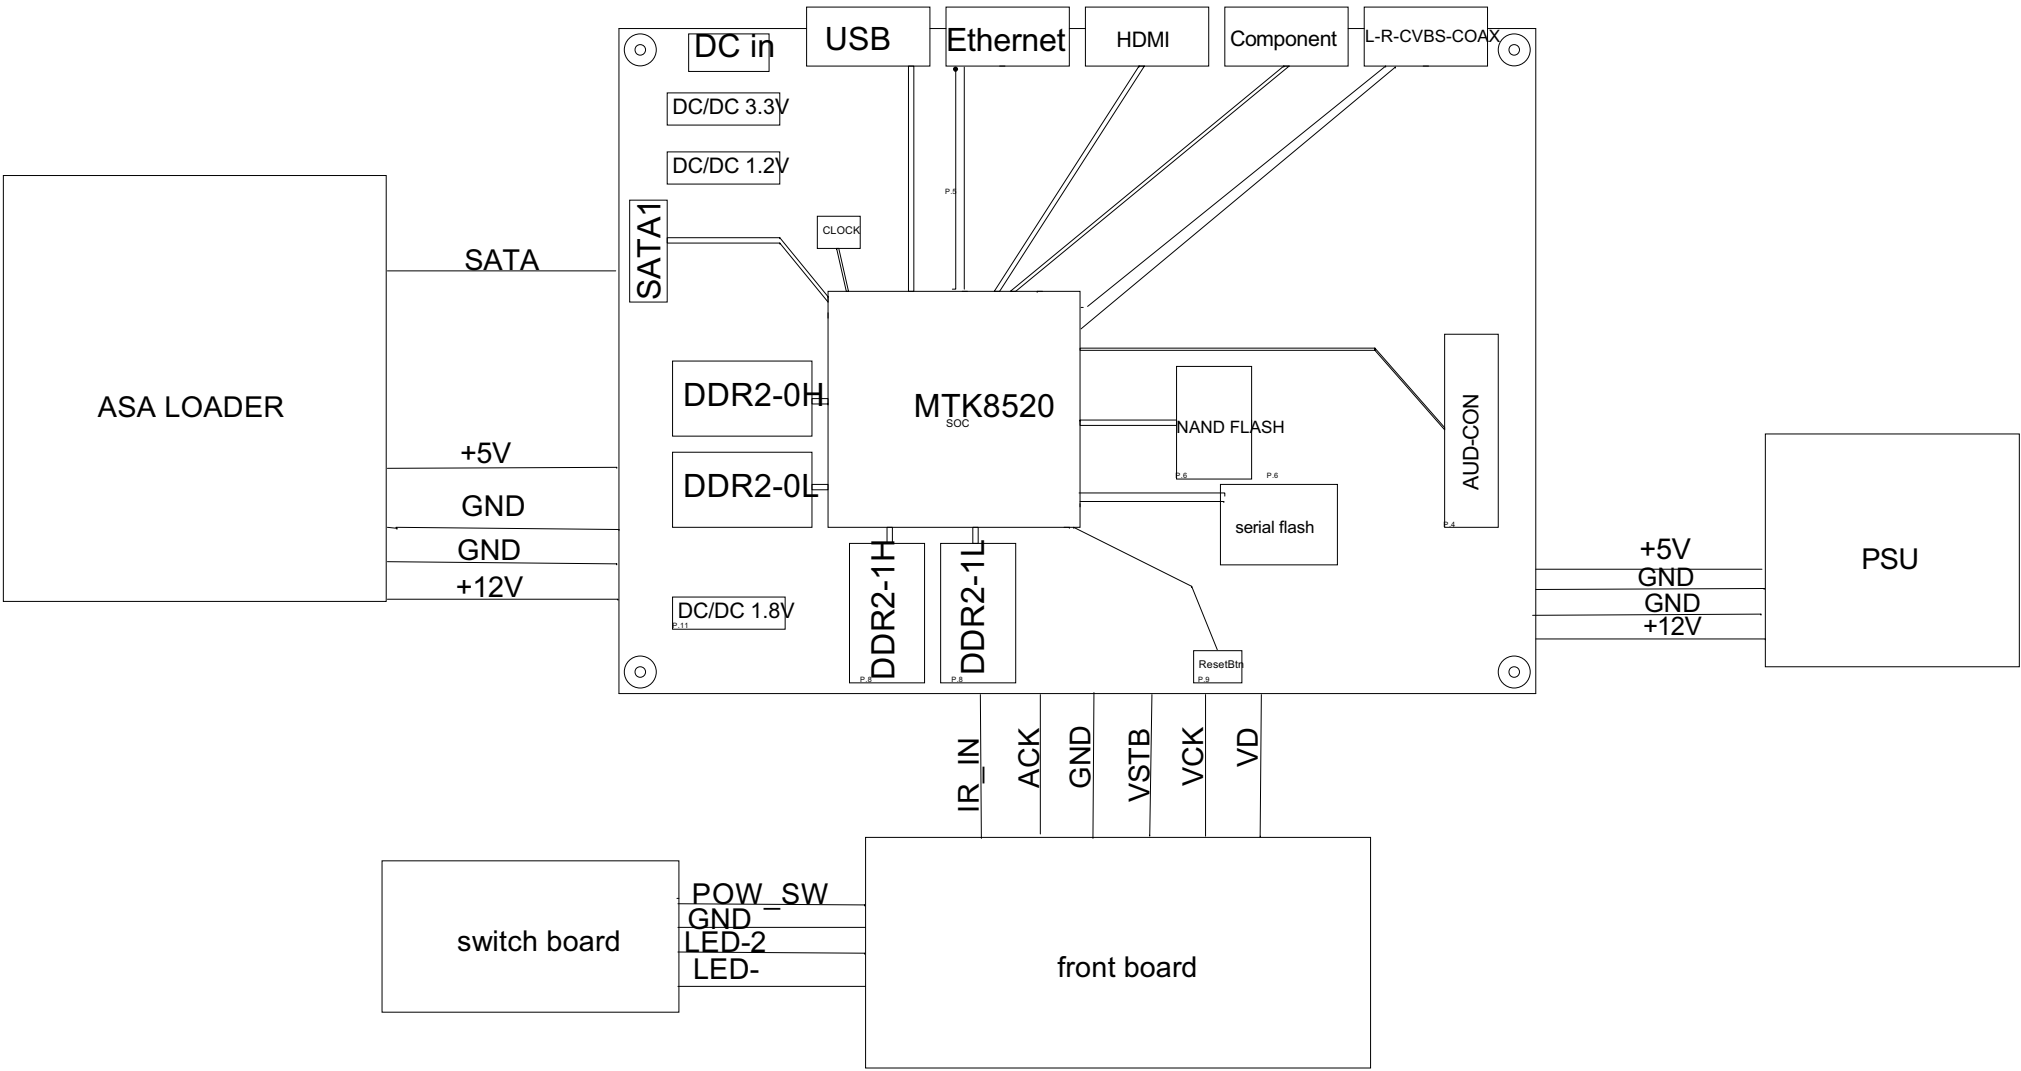 DC in
USB
Ethernet
HDMI
Component
L-R-CVBS-COAX
DC/DC 3.3V
DC/DC 1.2V
P.5
SATA1
CLOCK
SATA
ASA LOADER
DDR2-0H
MTK8520
SOC
NAND FLASH
AUD-CON
+5V
P.6
P.6
DDR2-0L
GND
serial flash
P.4
GND
+12V
+5V
GND
GND
+12V
PSU
DC/DC 1.8V
P.11
DDR2-1H
P.8
DDR2-1L
P.8
ResetBtn
P.9
IR_IN
ACK
GND
VSTB
VCK
VD
POW_SW
GND
LED-2
LED-
switch board
front board